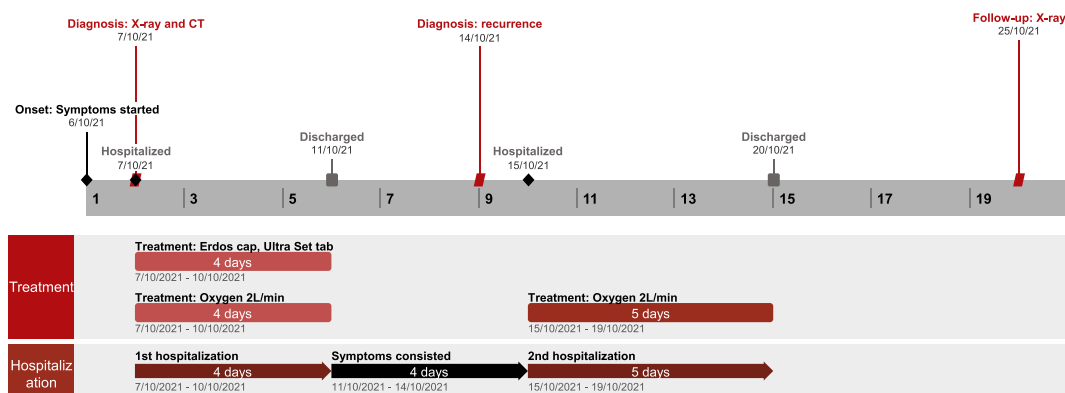 Diagnosis: X-ray and CT
7/10/21
Diagnosis: recurrence
14/10/21
Follow-up: X-ray
25/10/21
Onset: Symptoms started
6/10/21
Hospitalized
7/10/21
Discharged
11/10/21
Hospitalized
15/10/21
Discharged
20/10/21
1 3 5 7 9 11 13 15 17 19
Treatment
Treatment: Erdos cap, Ultra Set tab
4 days
7/10/2021 - 10/10/2021
Treatment: Oxygen 2L/min
4 days
7/10/2021 - 10/10/2021
Treatment: Oxygen 2L/min
5 days
15/10/2021 - 19/10/2021
Hospitaliz
ation
1st hospitalization
4 days
7/10/2021 - 10/10/2021
Symptoms consisted
4 days
11/10/2021 - 14/10/2021
2nd hospitalization
5 days
15/10/2021 - 19/10/2021